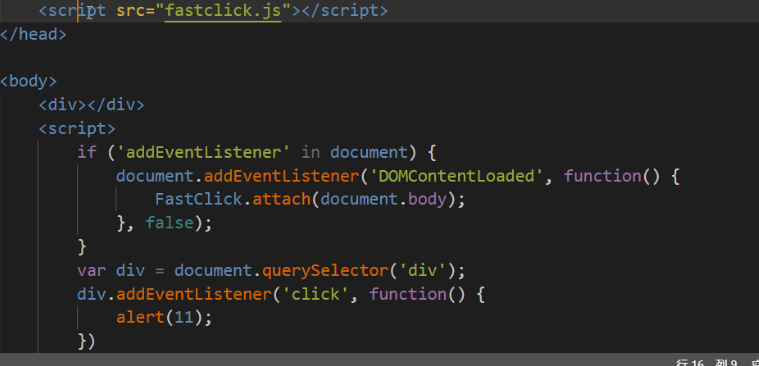 <script src="fastclick.js"></script>
</head>
<body>
<div></div>
<script>
if ('addEventListener' in document) {
document.addEventListener('DOMContentLoaded', function() {
FastClick.attach(document.body);
}, false);
}
var div = document.querySelector('div');
div.addEventListener('click', function() {
alert(11);
})
行 16, 列 9